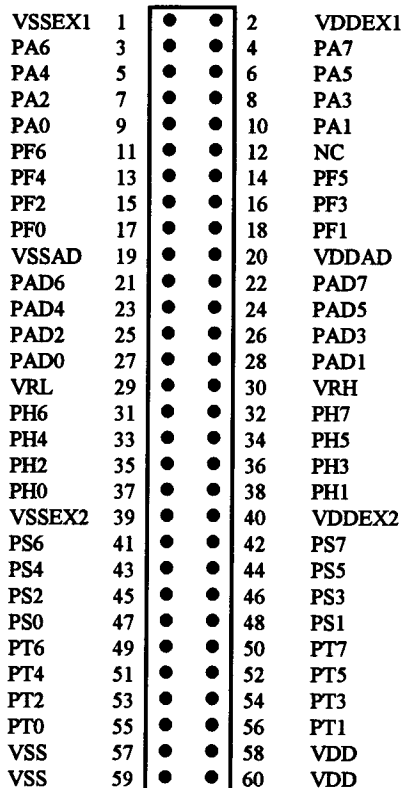 VSSEX1 1 2 VDDEX1
PA6 3 4 PA7
PA4 5 6 PA5
PA2 7 8 PA3
PA0 9 10 PA1
PF6 11 12 NC
PF4 13 14 PF5
PF2 15 16 PF3
PF0 17 18 PF1
VSSAD 19 20 VDDAD
PAD6 21 22 PAD7
PAD4 23 24 PAD5
PAD2 25 26 PAD3
PAD0 27 28 PAD1
VRL 29 30 VRH
PH6 31 32 PH7
PH4 33 34 PH5
PH2 35 36 PH3
PH0 37 38 PH1
VSSEX2 39 40 VDDEX2
PS6 41 42 PS7
PS4 43 44 PS5
PS2 45 46 PS3
PS0 47 48 PS1
PT6 49 50 PT7
PT4 51 52 PT5
PT2 53 54 PT3
PT0 55 56 PT1
VSS 57 58 VDD
VSS 59 60 VDD